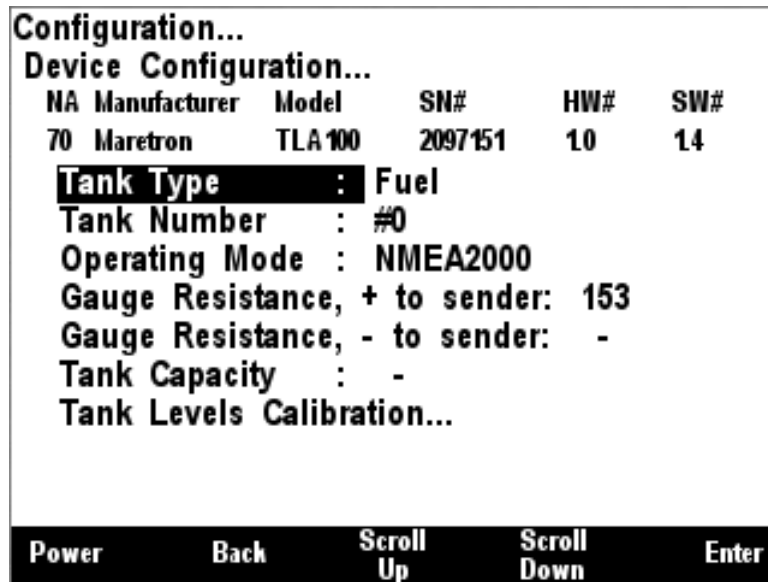 Configuration...
Device Configuration...
NA Manufacturer Model SN# HW# SW#
70 Maretron TLA100 2097151 1.0 1.4
Tank Type : Fuel
Tank Number : #0
Operating Mode : NMEA2000
Gauge Resistance, + to sender: 153
Gauge Resistance, - to sender: -
Tank Capacity : -
Tank Levels Calibration...
Power Back Scroll Up Scroll Down Enter